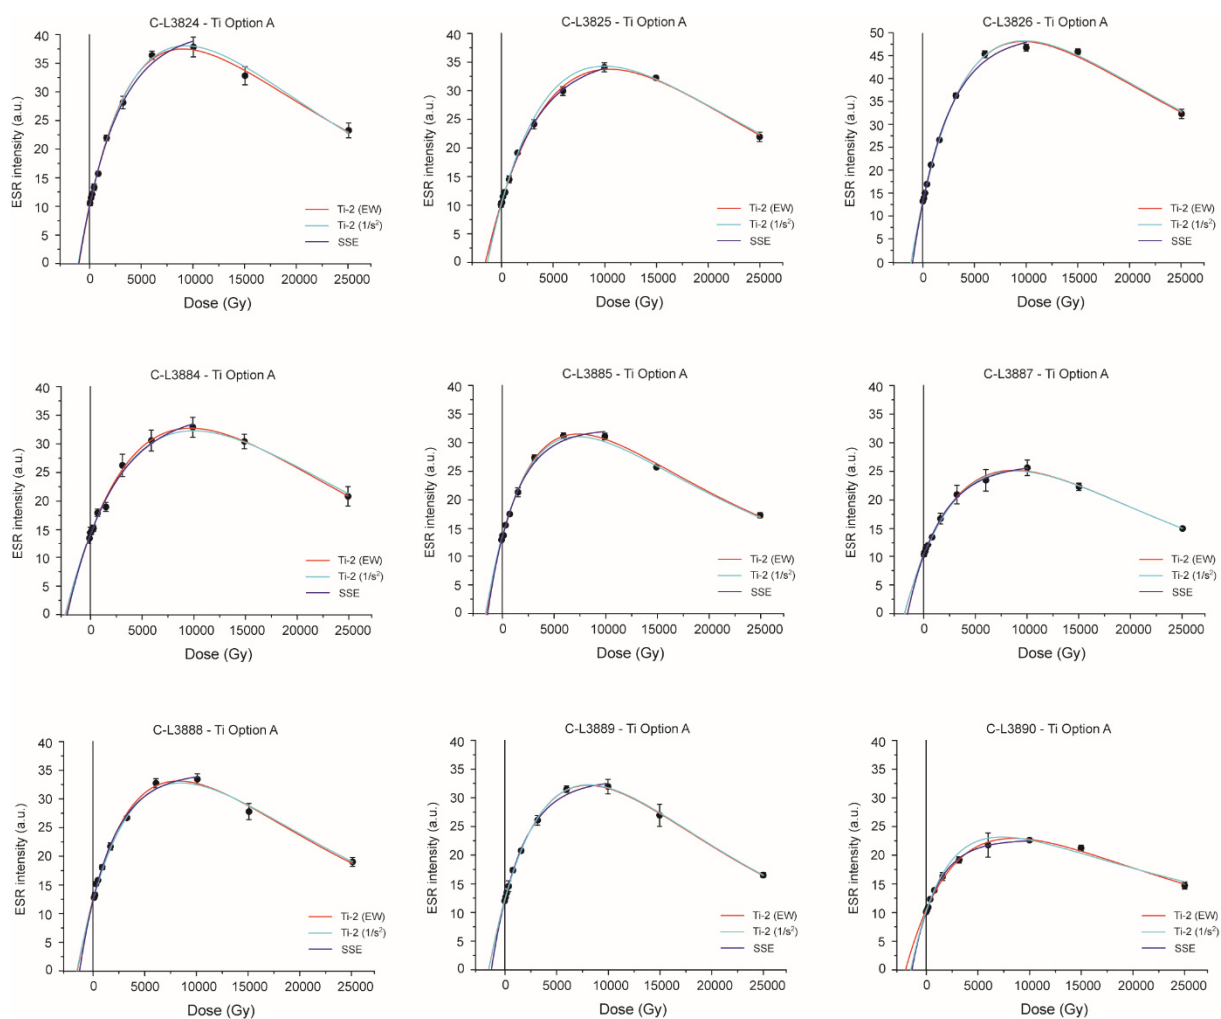 C-L3824 - Ti Option A
ESR intensity (a.u.)
40
35
30
25
20
15
10
5
0
Ti-2 (EW)
Ti-2 (1/s²)
SSE
0 5000 10000 15000 20000 25000
Dose (Gy)
C-L3825 - Ti Option A
ESR intensity (a.u.)
40
35
30
25
20
15
10
5
0
Ti-2 (EW)
Ti-2 (1/s²)
SSE
0 5000 10000 15000 20000 25000
Dose (Gy)
C-L3826 - Ti Option A
ESR intensity (a.u.)
50
45
40
35
30
25
20
15
10
5
0
Ti-2 (EW)
Ti-2 (1/s²)
SSE
0 5000 10000 15000 20000 25000
Dose (Gy)
C-L3884 - Ti Option A
ESR intensity (a.u.)
40
35
30
25
20
15
10
5
0
Ti-2 (EW)
Ti-2 (1/s²)
SSE
0 5000 10000 15000 20000 25000
Dose (Gy)
C-L3885 - Ti Option A
ESR intensity (a.u.)
40
35
30
25
20
15
10
5
0
Ti-2 (EW)
Ti-2 (1/s²)
SSE
0 5000 10000 15000 20000 25000
Dose (Gy)
C-L3887 - Ti Option A
ESR intensity (a.u.)
40
35
30
25
20
15
10
5
0
Ti-2 (EW)
Ti-2 (1/s²)
SSE
0 5000 10000 15000 20000 25000
Dose (Gy)
C-L3888 - Ti Option A
ESR intensity (a.u.)
40
35
30
25
20
15
10
5
0
Ti-2 (EW)
Ti-2 (1/s²)
SSE
0 5000 10000 15000 20000 25000
Dose (Gy)
C-L3889 - Ti Option A
ESR intensity (a.u.)
40
35
30
25
20
15
10
5
0
Ti-2 (EW)
Ti-2 (1/s²)
SSE
0 5000 10000 15000 20000 25000
Dose (Gy)
C-L3890 - Ti Option A
ESR intensity (a.u.)
40
35
30
25
20
15
10
5
0
Ti-2 (EW)
Ti-2 (1/s²)
SSE
0 5000 10000 15000 20000 25000
Dose (Gy)